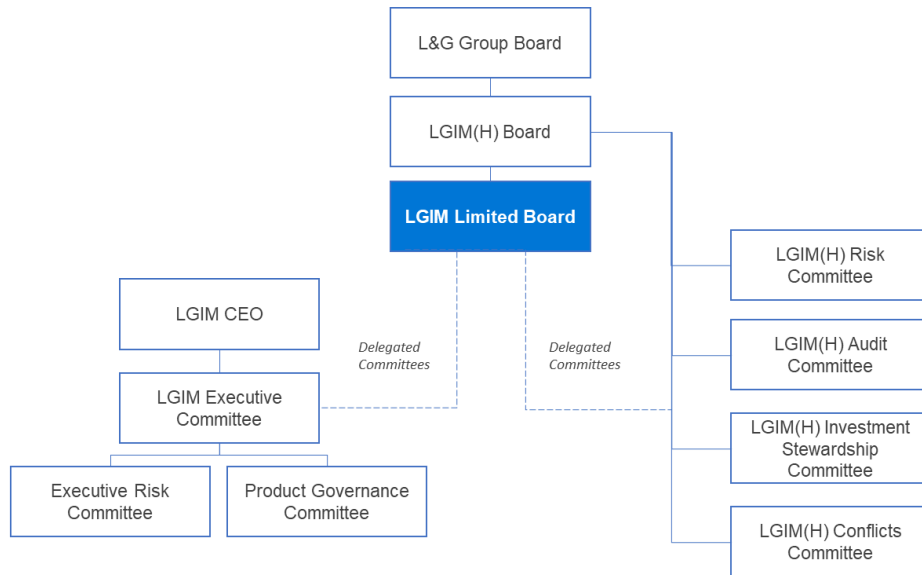 L&G Group Board
LGIM(H) Board
LGIM Limited Board
LGIM(H) Risk
Committee
LGIM CEO
Delegated
Committees
Delegated
Committees
LGIM(H) Audit
Committee
LGIM Executive
Committee
LGIM(H) Investment
Stewardship
Committee
Executive Risk
Committee
Product Governance
Committee
LGIM(H) Conflicts
Committee